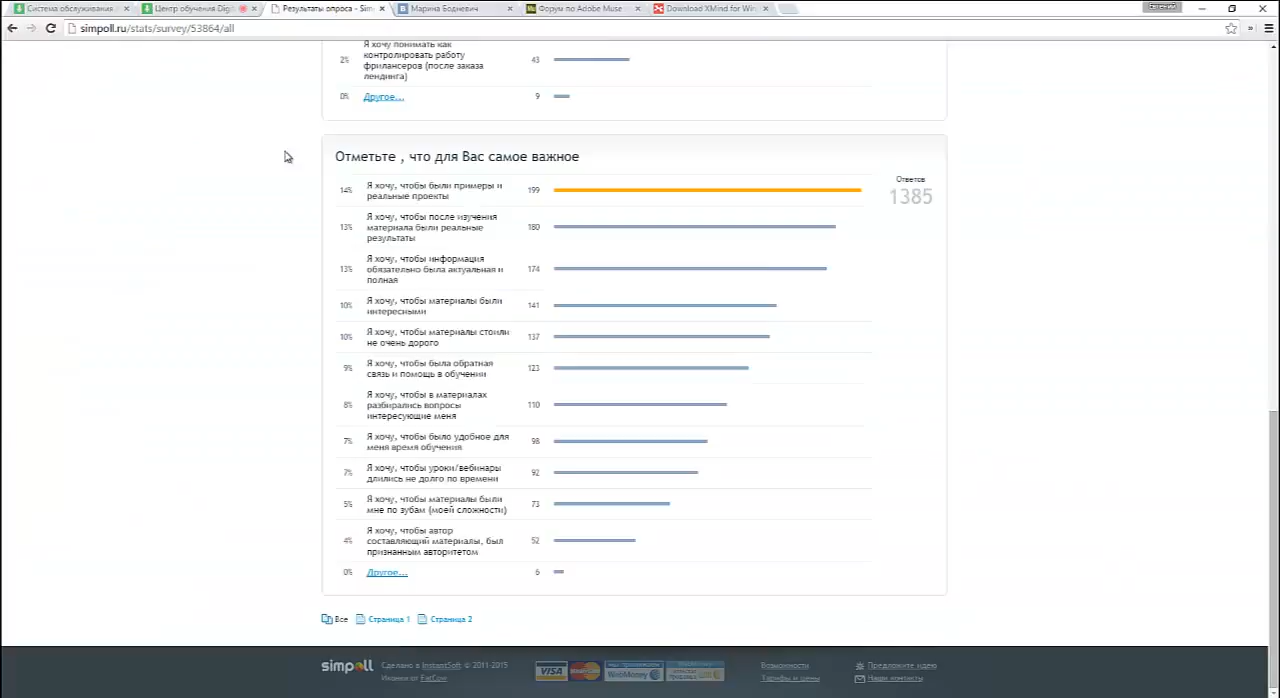 Система обслуживания
Центр обучения Digi
Результаты опроса - Sim
Марина Бодневич
Форум по Adobe Muse
Download XMind for Win
simpoll.ru/stats/survey/53864/all
2%
Я хочу понимать как
контролировать работу
фрилансеров (после заказа
лендинга)
43
0% Другое... 9
Отметьте , что для Вас самое важное
Ответов
1385
14%
Я хочу, чтобы были примеры и
реальные проекты
199
13%
Я хочу, чтобы после изучения
материала были реальные
результаты
180
13%
Я хочу, чтобы информация
обязательно была актуальная и
полная
174
10%
Я хочу, чтобы материалы были
интересными
141
10%
Я хочу, чтобы материалы стоили
не очень дорого
137
9%
Я хочу, чтобы была обратная
связь и помощь в обучении
123
8%
Я хочу, чтобы в материалах
разбирались вопросы
интересующие меня
110
7%
Я хочу, чтобы было удобное для
меня время обучения
98
7%
Я хочу, чтобы уроки/вебинары
длились не долго по времени
92
5%
Я хочу, чтобы материалы были
мне по зубам (моей сложности)
73
4%
Я хочу, чтобы автор
составляющий материалы, был
признанным авторитетом
52
0% Другое... 6
Все Страница 1 Страница 2
simpoll
Сделано в InstantSoft © 2011-2015
Иконки от FatCow
VISA
MasterCard
WebMoney
Возможности
Тарифы и цены
Предложите идею
Наши контакты